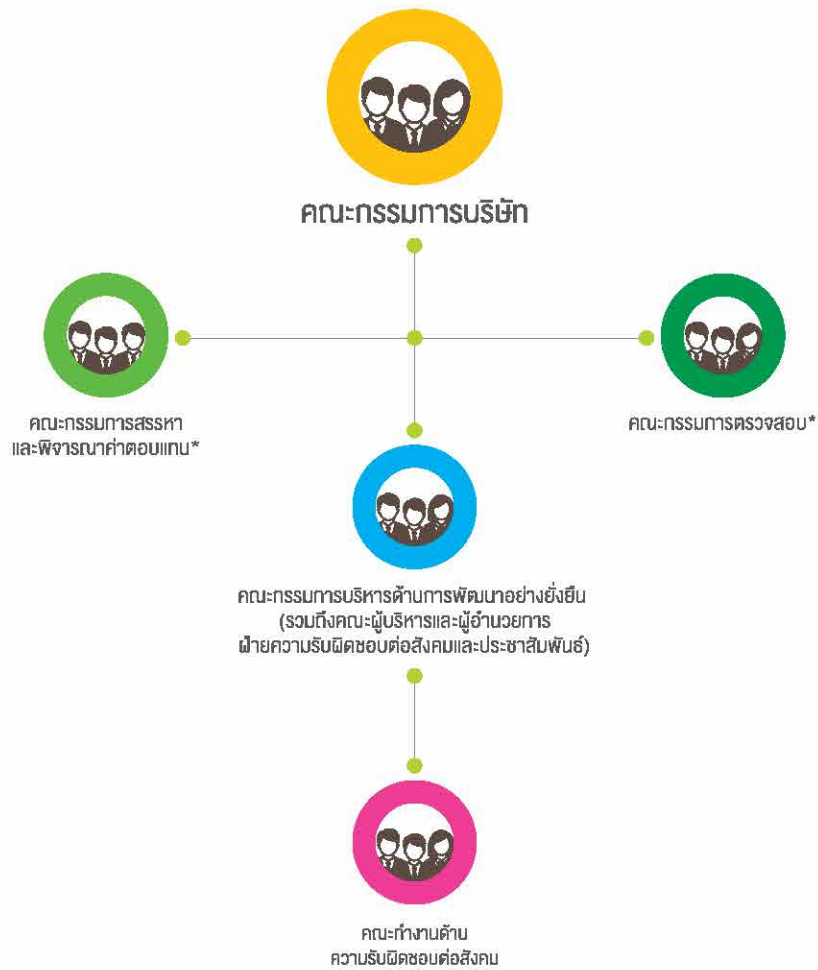 คณะกรรมการบริษัท
คณะกรรมการสรรหา
และพิจารณาค่าตอบแทน*
คณะกรรมการตรวจสอบ*
คณะกรรมการบริหารด้านการพัฒนาอย่างยั่งยืน
(รวมถึงคณะผู้บริหารและผู้อำนวยการ
ฝ่ายความรับผิดชอบต่อสังคมและประชาสัมพันธ์)
คณะทำงานด้าน
ความรับผิดชอบต่อสังคม